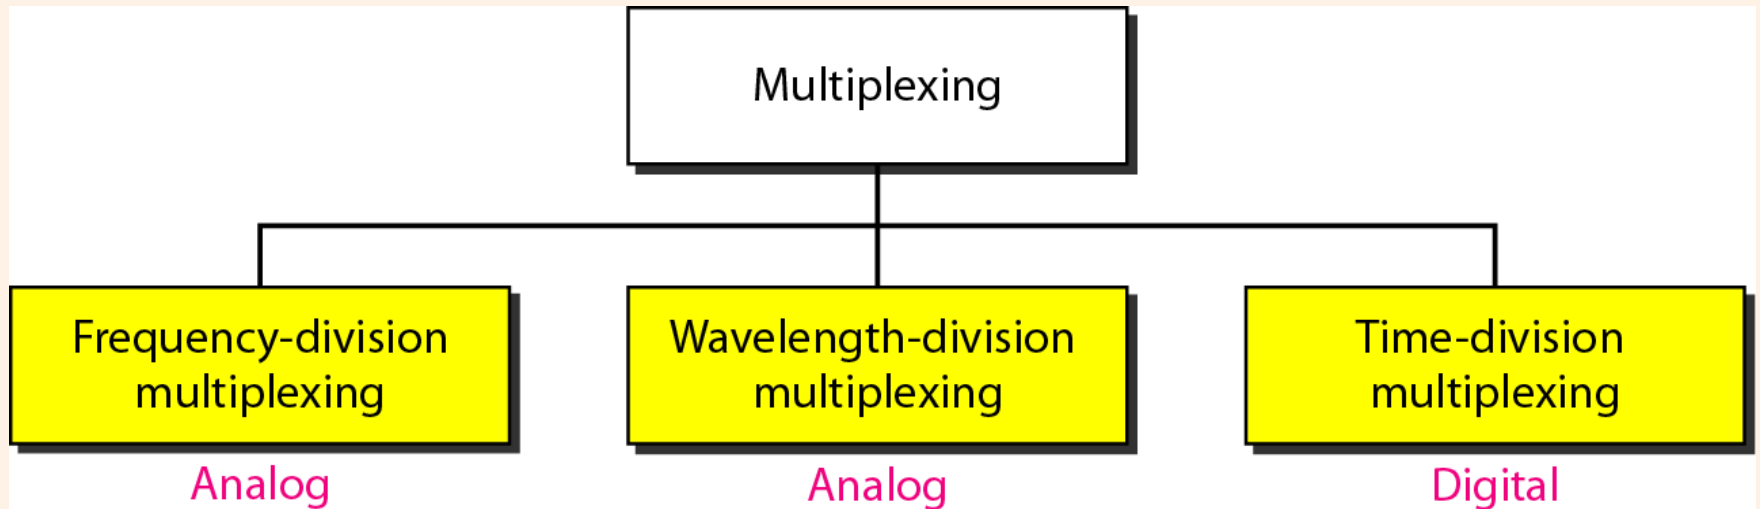 Multiplexing
Frequency-division
multiplexing
Wavelength-division
multiplexing
Time-division
multiplexing
Analog
Analog
Digital